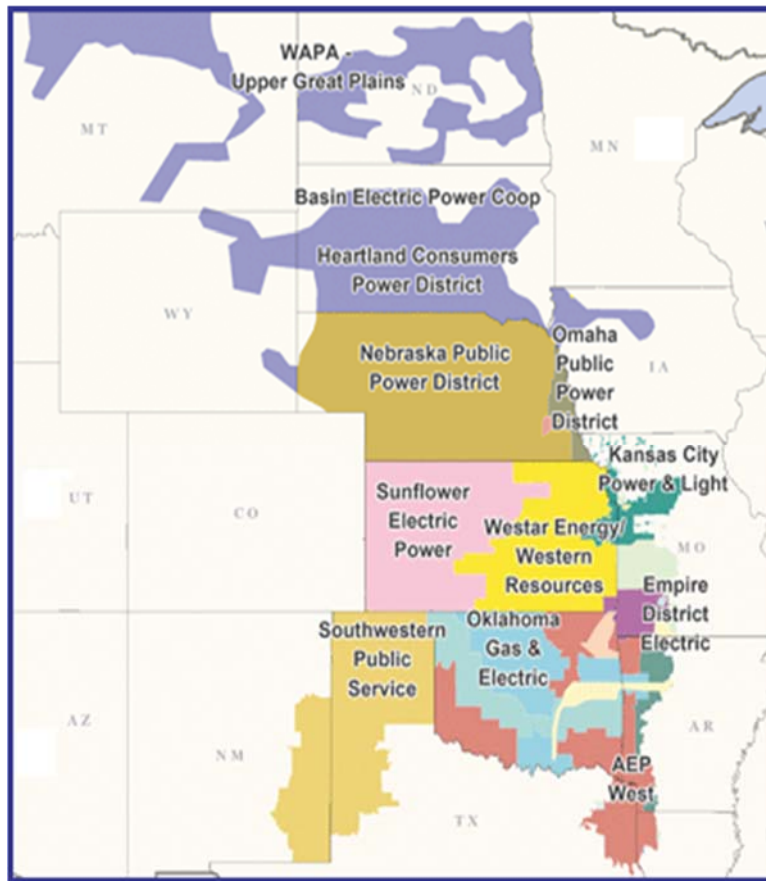 WAPA -
Upper Great Plains
ND
MT
MN
Basin Electric Power Coop
Heartland Consumers
Power District
WY
Nebraska Public
Power District
Omaha
Public
Power
District
IA
Kansas City
Power & Light
UT
CO
Sunflower
Electric
Power
Westar Energy/
Western
Resources
MO
Empire
District
Electric
Southwestern
Public
Service
Oklahoma
Gas &
Electric
AZ
NM
AR
AEP
West
TX